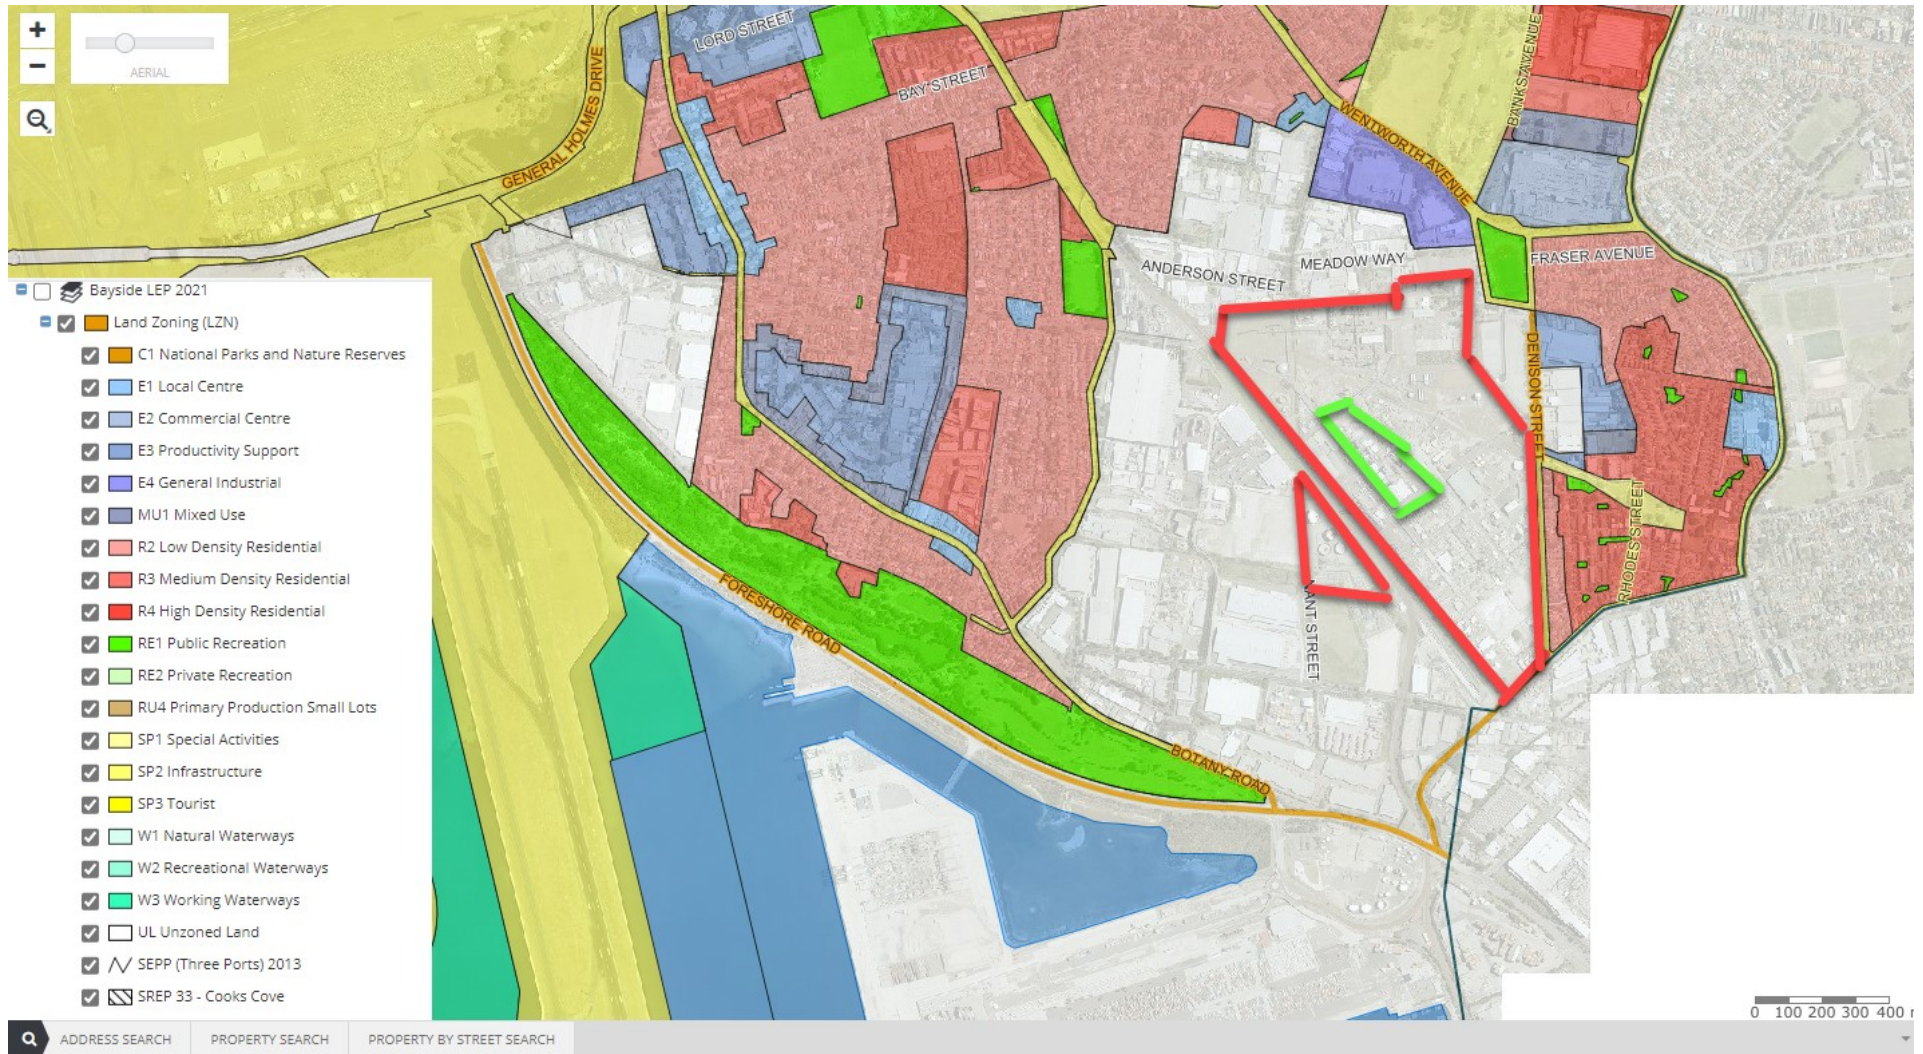 +
−
AERIAL
LORD STREET
BAY STREET
GENERAL HOLMES DRIVE
WENTWORTH AVENUE
BANKS AVENUE
ANDERSON STREET
MEADOW WAY
FRASER AVENUE
DENISON STREET
RHODES STREET
FORESHORE ROAD
BOTANY ROAD
Bayside LEP 2021
Land Zoning (LZN)
C1 National Parks and Nature Reserves
E1 Local Centre
E2 Commercial Centre
E3 Productivity Support
E4 General Industrial
MU1 Mixed Use
R2 Low Density Residential
R3 Medium Density Residential
R4 High Density Residential
RE1 Public Recreation
RE2 Private Recreation
RU4 Primary Production Small Lots
SP1 Special Activities
SP2 Infrastructure
SP3 Tourist
W1 Natural Waterways
W2 Recreational Waterways
W3 Working Waterways
UL Unzoned Land
SEPP (Three Ports) 2013
SREP 33 - Cooks Cove
0 100 200 300 400
ADDRESS SEARCH
PROPERTY SEARCH
PROPERTY BY STREET SEARCH